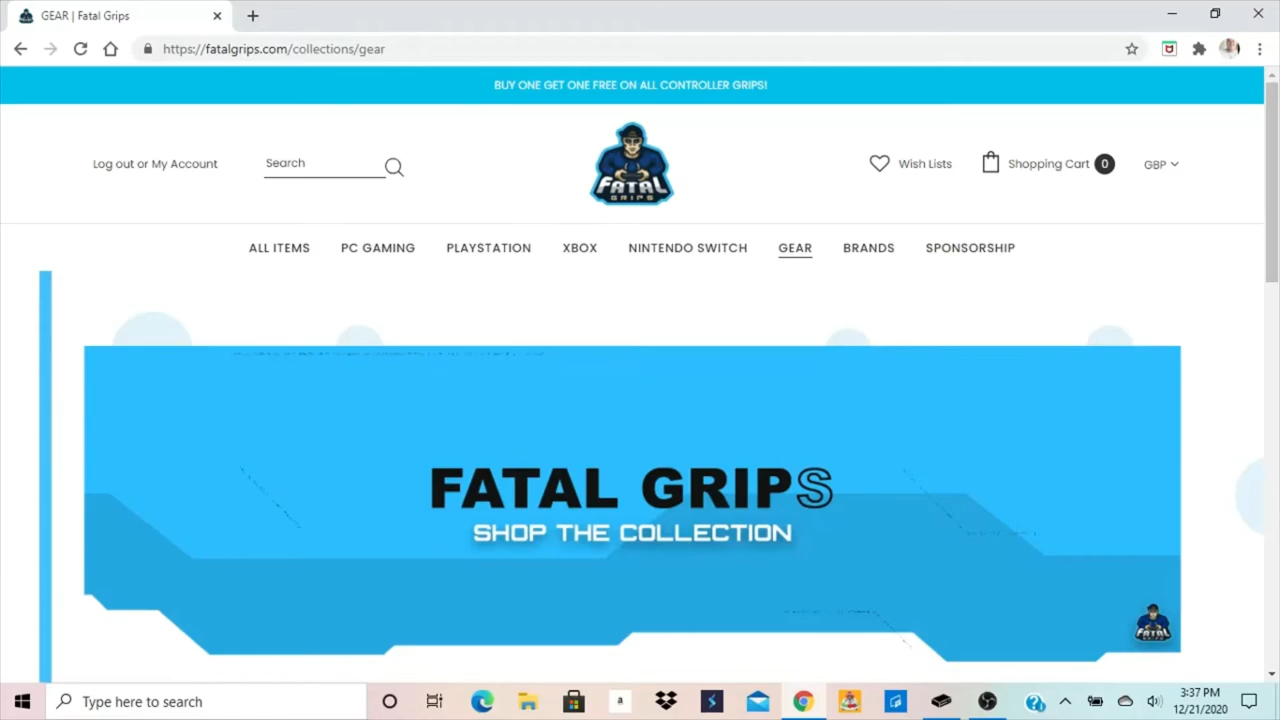 GEAR | Fatal Grips
https://fatalgrips.com/collections/gear
BUY ONE GET ONE FREE ON ALL CONTROLLER GRIPS!
Log out or My Account
Search
FATAL
GRIPS
Wish Lists
Shopping Cart 0
GBP
ALL ITEMS PC GAMING PLAYSTATION XBOX NINTENDO SWITCH GEAR BRANDS SPONSORSHIP
FATAL GRIPS
SHOP THE COLLECTION
FATAL
Type here to search
a
3:37 PM
12/21/2020